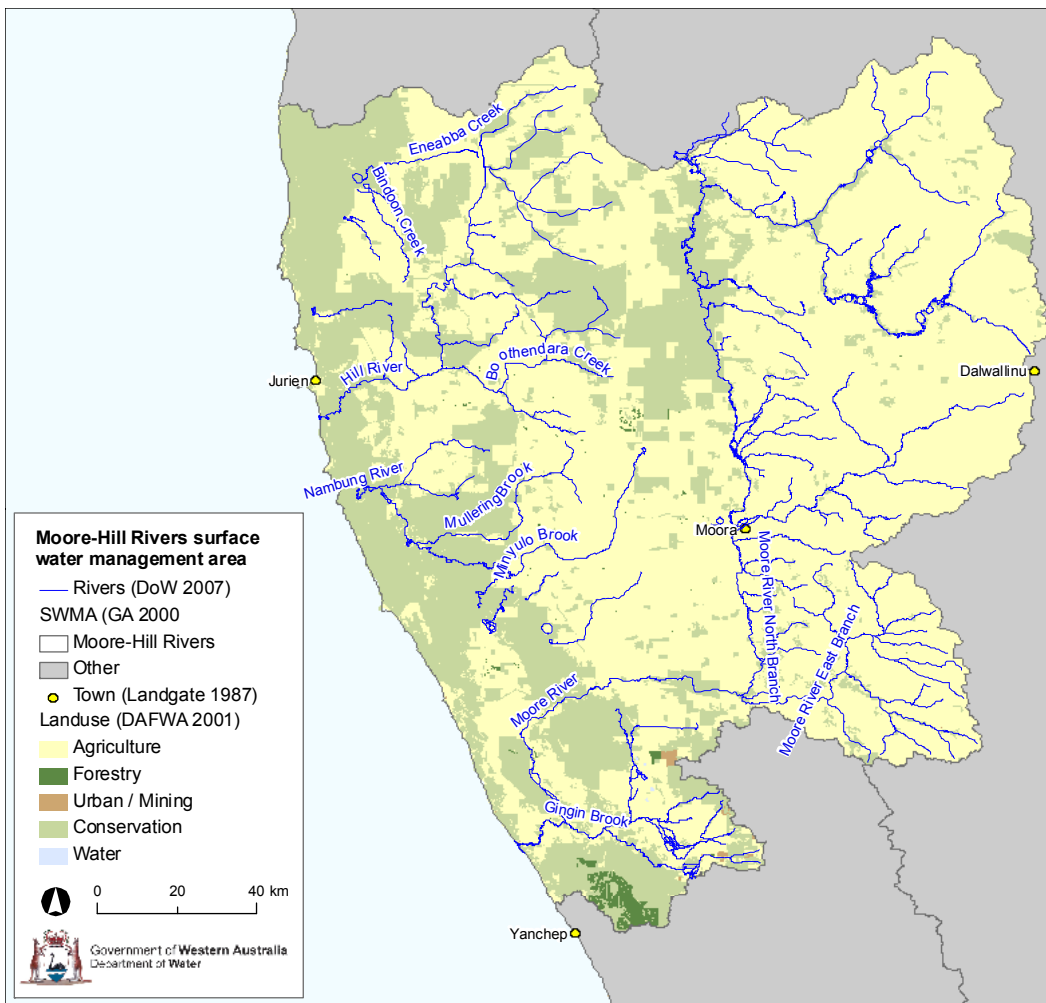 Eneabba Creek
Bindoon Creek
Boothendara Creek
Hill River
Jurien
Dalwallinu
Nambung River
Mullering Brook
Minyulo Brook
Moora
Moore River North Branch
Moore River East Branch
Moore River
Gingin Brook
Yanchep
Moore-Hill Rivers surface
water management area
Rivers (DoW 2007)
SWMA (GA 2000
Moore-Hill Rivers
Other
Town (Landgate 1987)
Landuse (DAFWA 2001)
Agriculture
Forestry
Urban / Mining
Conservation
Water
0 20 40 km
Government of Western Australia
Department of Water